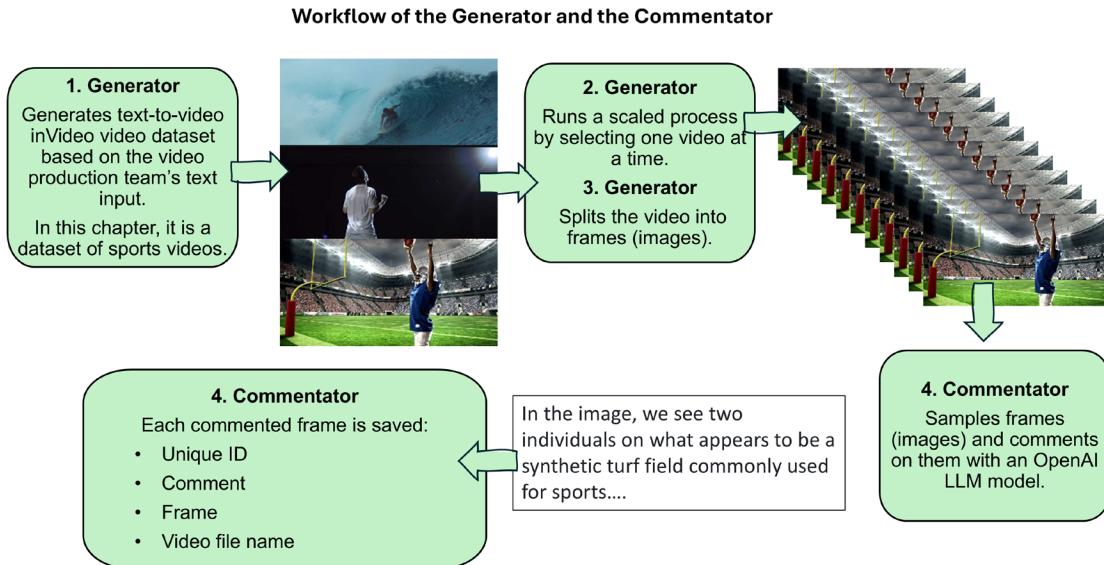 Workflow of the Generator and the Commentator
1. Generator
Generates text-to-video
inVideo video dataset
based on the video
production team’s text
input.
In this chapter, it is a
dataset of sports videos.
2. Generator
Runs a scaled process
by selecting one video at
a time.
3. Generator
Splits the video into
frames (images).
4. Commentator
Samples frames
(images) and comments
on them with an OpenAI
LLM model.
In the image, we see two
individuals on what appears to be a
synthetic turf field commonly used
for sports....
4. Commentator
Each commented frame is saved:
• Unique ID
• Comment
• Frame
• Video file name